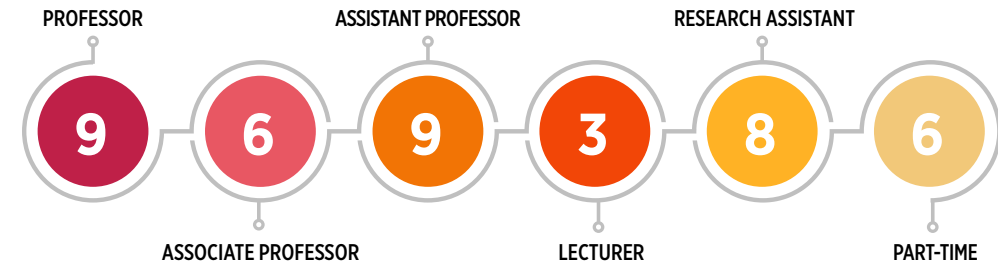 PROFESSOR
ASSISTANT PROFESSOR
RESEARCH ASSISTANT
9
6
9
3
8
6
ASSOCIATE PROFESSOR
LECTURER
PART-TIME